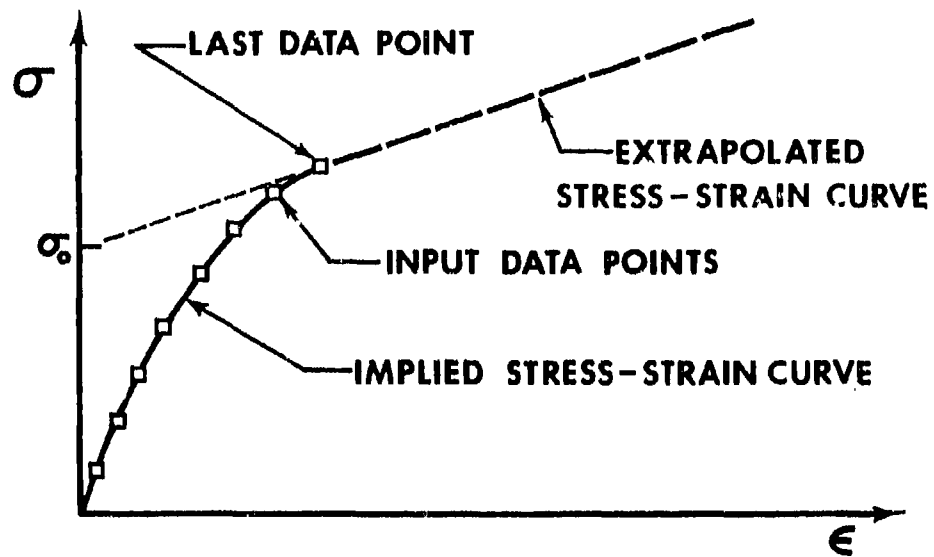 LAST DATA POINT
σ
EXTRAPOLATED
STRESS-STRAIN CURVE
σ₀
INPUT DATA POINTS
IMPLIED STRESS-STRAIN CURVE
ϵ